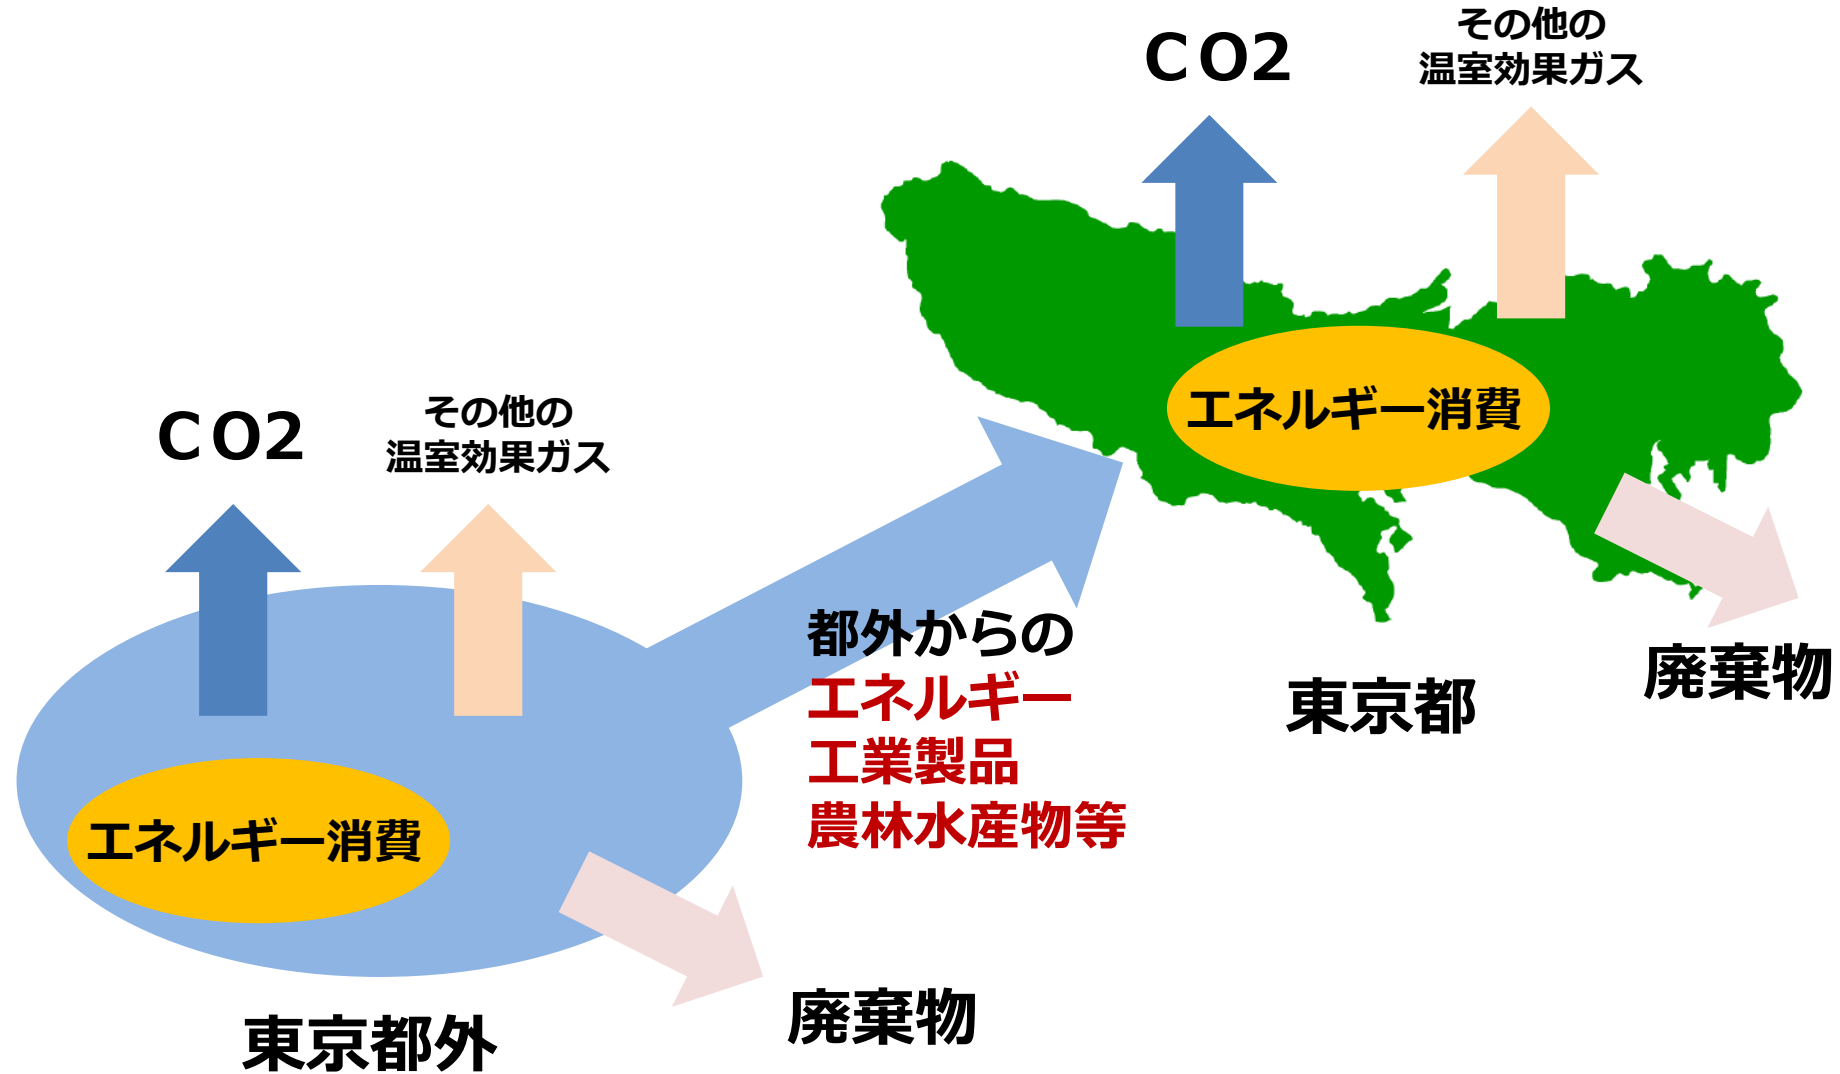 ＣＯ2
その他の
温室効果ガス
エネルギー消費
廃棄物
東京都
ＣＯ2
その他の
温室効果ガス
エネルギー消費
都外からの
エネルギー
工業製品
農林水産物等
廃棄物
東京都外